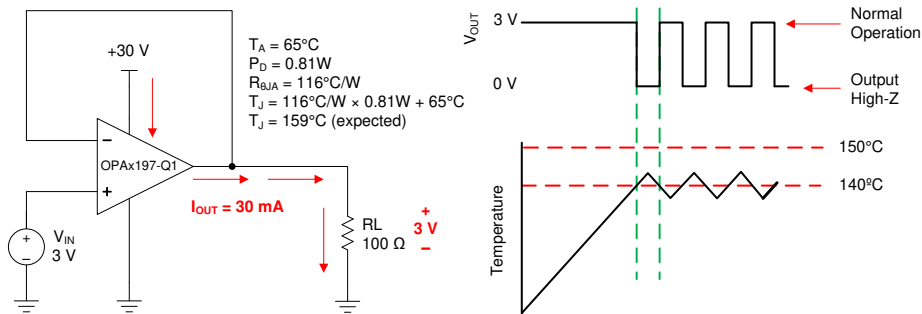 +30 V
T_A = 65°C
P_D = 0.81W
R_θJA = 116°C/W
T_J = 116°C/W × 0.81W + 65°C
T_J = 159°C (expected)
−
OPAx197-Q1
+
I_OUT = 30 mA
+
−
V_IN
3 V
RL
100 Ω
+
3 V
−
V_OUT
3 V
0 V
Normal
Operation
Output
High-Z
Temperature
150°C
140ºC